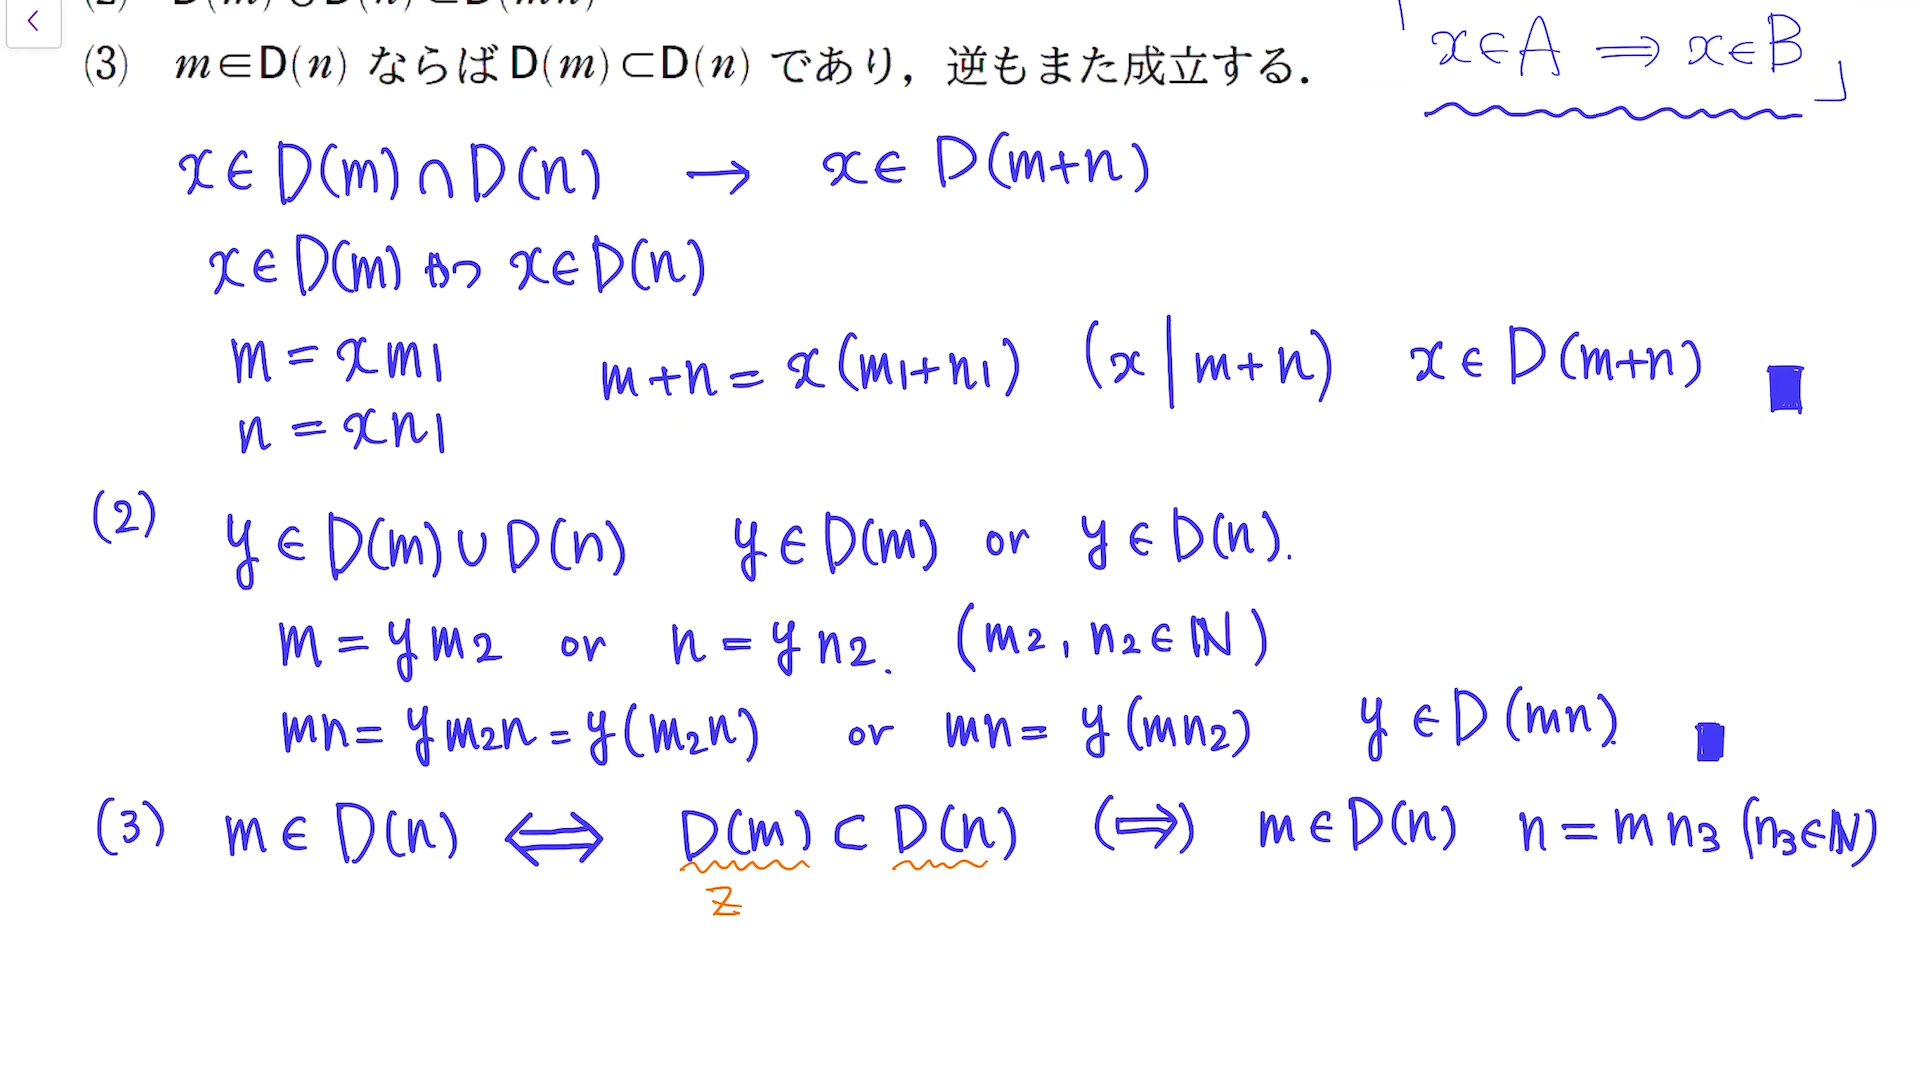 (3) m∈D(n) ならば D(m)⊂D(n) であり，逆もまた成立する．
「x∈A ⟹ x∈B」
x∈D(m)∩D(n) → x∈D(m+n)
x∈D(m) かつ x∈D(n)
m = xm1
n = xn1
m+n = x(m1+n1) (x | m+n) x∈D(m+n) ■
(2) y∈D(m)∪D(n) y∈D(m) or y∈D(n).
m = ym2 or n = yn2. (m2, n2∈ℕ)
mn = ym2n = y(m2n) or mn = y(mn2) y∈D(mn). ■
(3) m∈D(n) ⟺ D(m)⊂D(n) (⇒) m∈D(n) n = mn3 (n3∈ℕ)
z